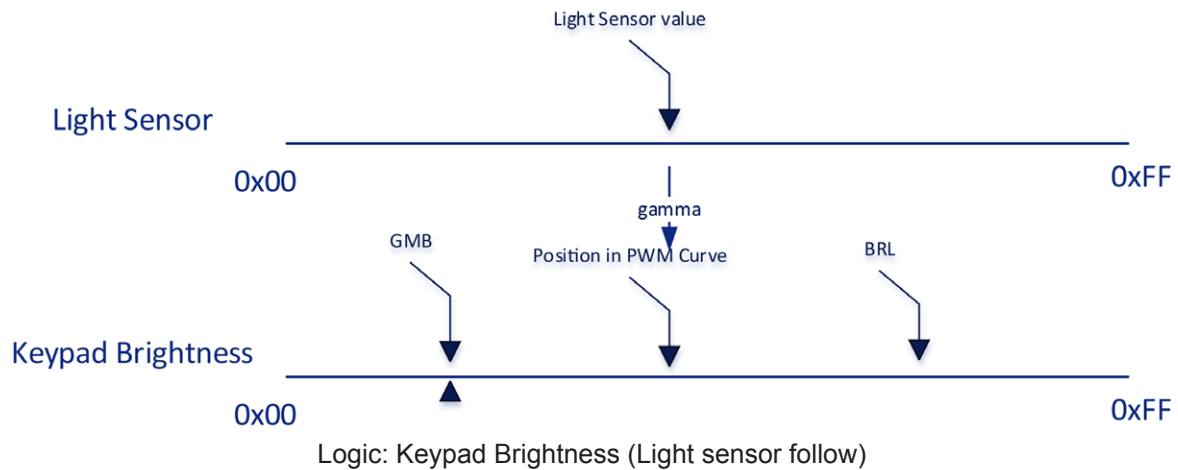 Light Sensor value
Light Sensor
0x00
0xFF
gamma
GMB
Position in PWM Curve
BRL
Keypad Brightness
0x00
0xFF
Logic: Keypad Brightness (Light sensor follow)